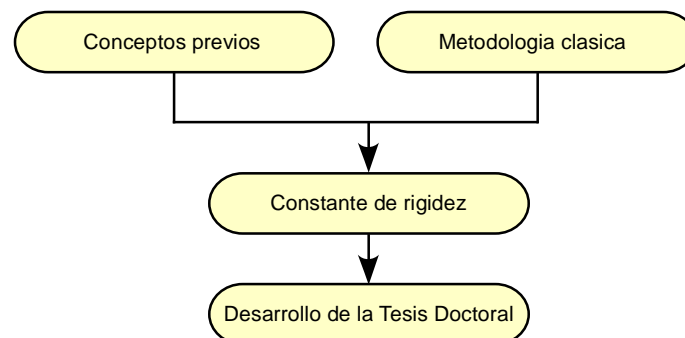 Conceptos previos
Metodologia clasica
Constante de rigidez
Desarrollo de la Tesis Doctoral